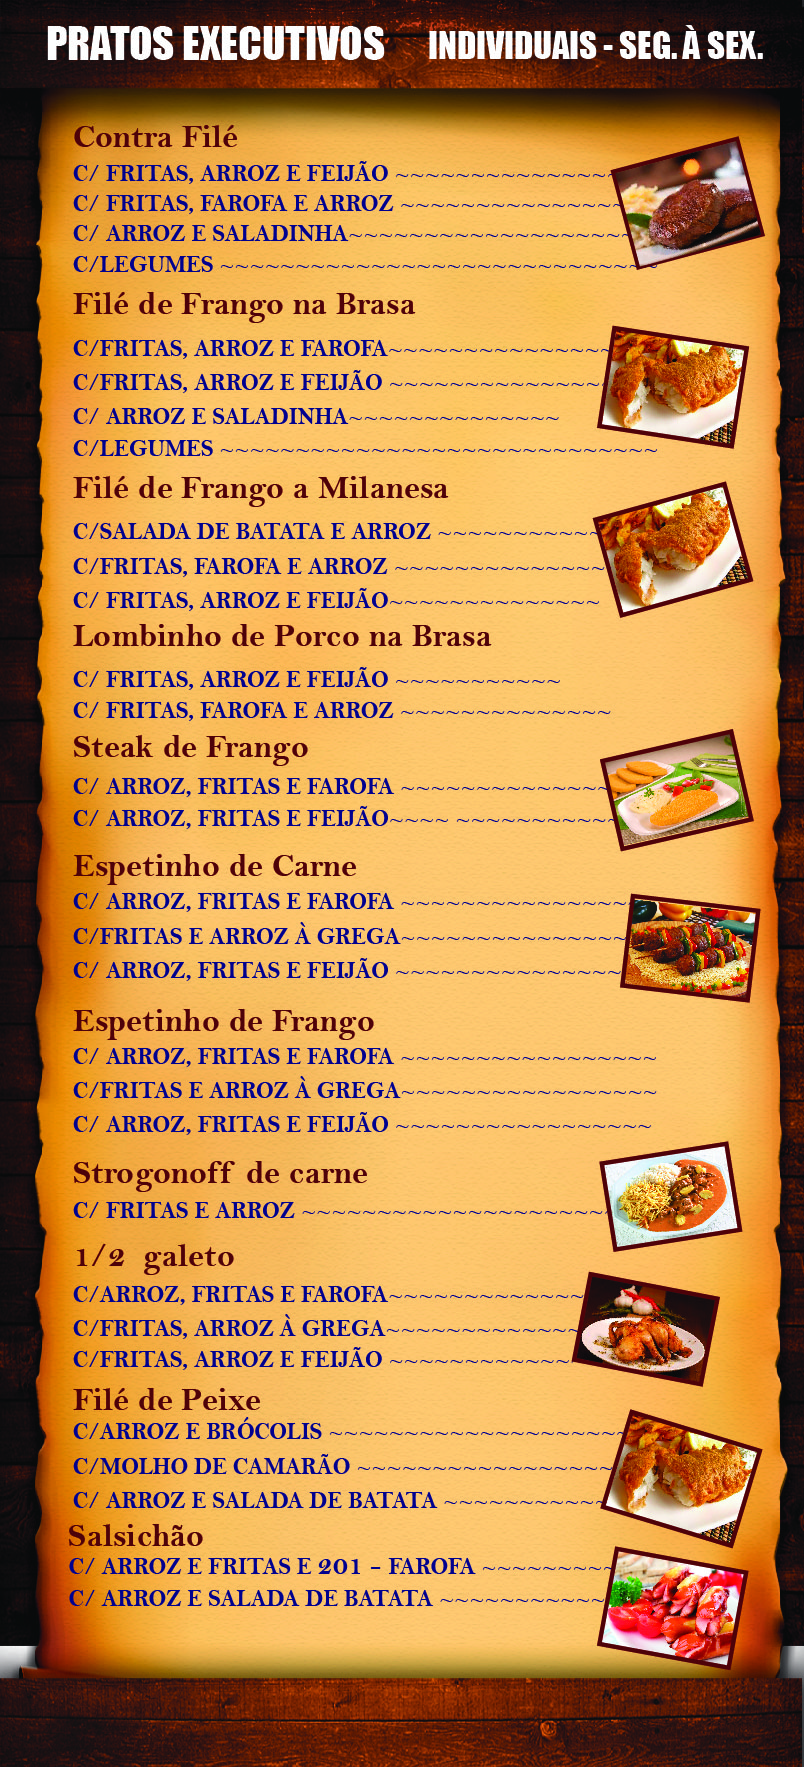 PRATOS EXECUTIVOS INDIVIDUAIS - SEG. À SEX.
Contra Filé
C/ FRITAS, ARROZ E FEIJÃO ~~~~~~~~~~~~~~~
C/ FRITAS, FAROFA E ARROZ ~~~~~~~~~~~~~~~
C/ ARROZ E SALADINHA~~~~~~~~~~~~~~~~~~~
C/LEGUMES ~~~~~~~~~~~~~~~~~~~~~~~~~~~~~
Filé de Frango na Brasa
C/FRITAS, ARROZ E FAROFA~~~~~~~~~~~~~~~
C/FRITAS, ARROZ E FEIJÃO ~~~~~~~~~~~~~~~
C/ ARROZ E SALADINHA~~~~~~~~~~~~~~
C/LEGUMES ~~~~~~~~~~~~~~~~~~~~~~~~~~~~~
Filé de Frango a Milanesa
C/SALADA DE BATATA E ARROZ ~~~~~~~~~~~
C/FRITAS, FAROFA E ARROZ ~~~~~~~~~~~~~~
C/ FRITAS, ARROZ E FEIJÃO~~~~~~~~~~~~~~
Lombinho de Porco na Brasa
C/ FRITAS, ARROZ E FEIJÃO ~~~~~~~~~~~
C/ FRITAS, FAROFA E ARROZ ~~~~~~~~~~~~~~
Steak de Frango
C/ ARROZ, FRITAS E FAROFA ~~~~~~~~~~~~~~
C/ ARROZ, FRITAS E FEIJÃO~~~~ ~~~~~~~~~~~
Espetinho de Carne
C/ ARROZ, FRITAS E FAROFA ~~~~~~~~~~~~~~~
C/FRITAS E ARROZ À GREGA~~~~~~~~~~~~~~~
C/ ARROZ, FRITAS E FEIJÃO ~~~~~~~~~~~~~~~
Espetinho de Frango
C/ ARROZ, FRITAS E FAROFA ~~~~~~~~~~~~~~~~~
C/FRITAS E ARROZ À GREGA~~~~~~~~~~~~~~~~~
C/ ARROZ, FRITAS E FEIJÃO ~~~~~~~~~~~~~~~~~
Strogonoff de carne
C/ FRITAS E ARROZ ~~~~~~~~~~~~~~~~~~~~~
1/2 galeto
C/ARROZ, FRITAS E FAROFA~~~~~~~~~~~~~
C/FRITAS, ARROZ À GREGA~~~~~~~~~~~~~
C/FRITAS, ARROZ E FEIJÃO ~~~~~~~~~~~~
Filé de Peixe
C/ARROZ E BRÓCOLIS ~~~~~~~~~~~~~~~~~~~~
C/MOLHO DE CAMARÃO ~~~~~~~~~~~~~~~~~
C/ ARROZ E SALADA DE BATATA ~~~~~~~~~~~
Salsichão
C/ ARROZ E FRITAS E 201 – FAROFA ~~~~~~~~~
C/ ARROZ E SALADA DE BATATA ~~~~~~~~~~~